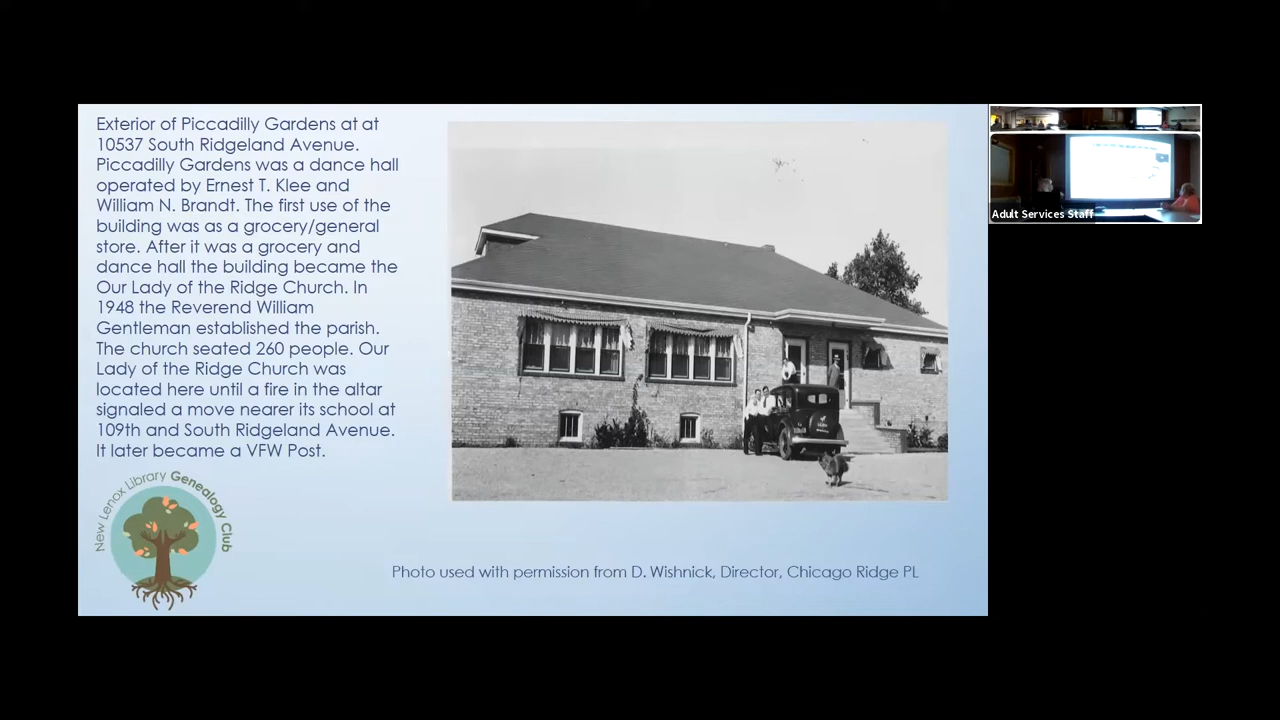 Exterior of Piccadilly Gardens at at
10537 South Ridgeland Avenue.
Piccadilly Gardens was a dance hall
operated by Ernest T. Klee and
William N. Brandt. The first use of the
building was as a grocery/general
store. After it was a grocery and
dance hall the building became the
Our Lady of the Ridge Church. In
1948 the Reverend William
Gentleman established the parish.
The church seated 260 people. Our
Lady of the Ridge Church was
located here until a fire in the altar
signaled a move nearer its school at
109th and South Ridgeland Avenue.
It later became a VFW Post.
New Lenox Library Genealogy Club
Photo used with permission from D. Wishnick, Director, Chicago Ridge PL
Adult Services Staff